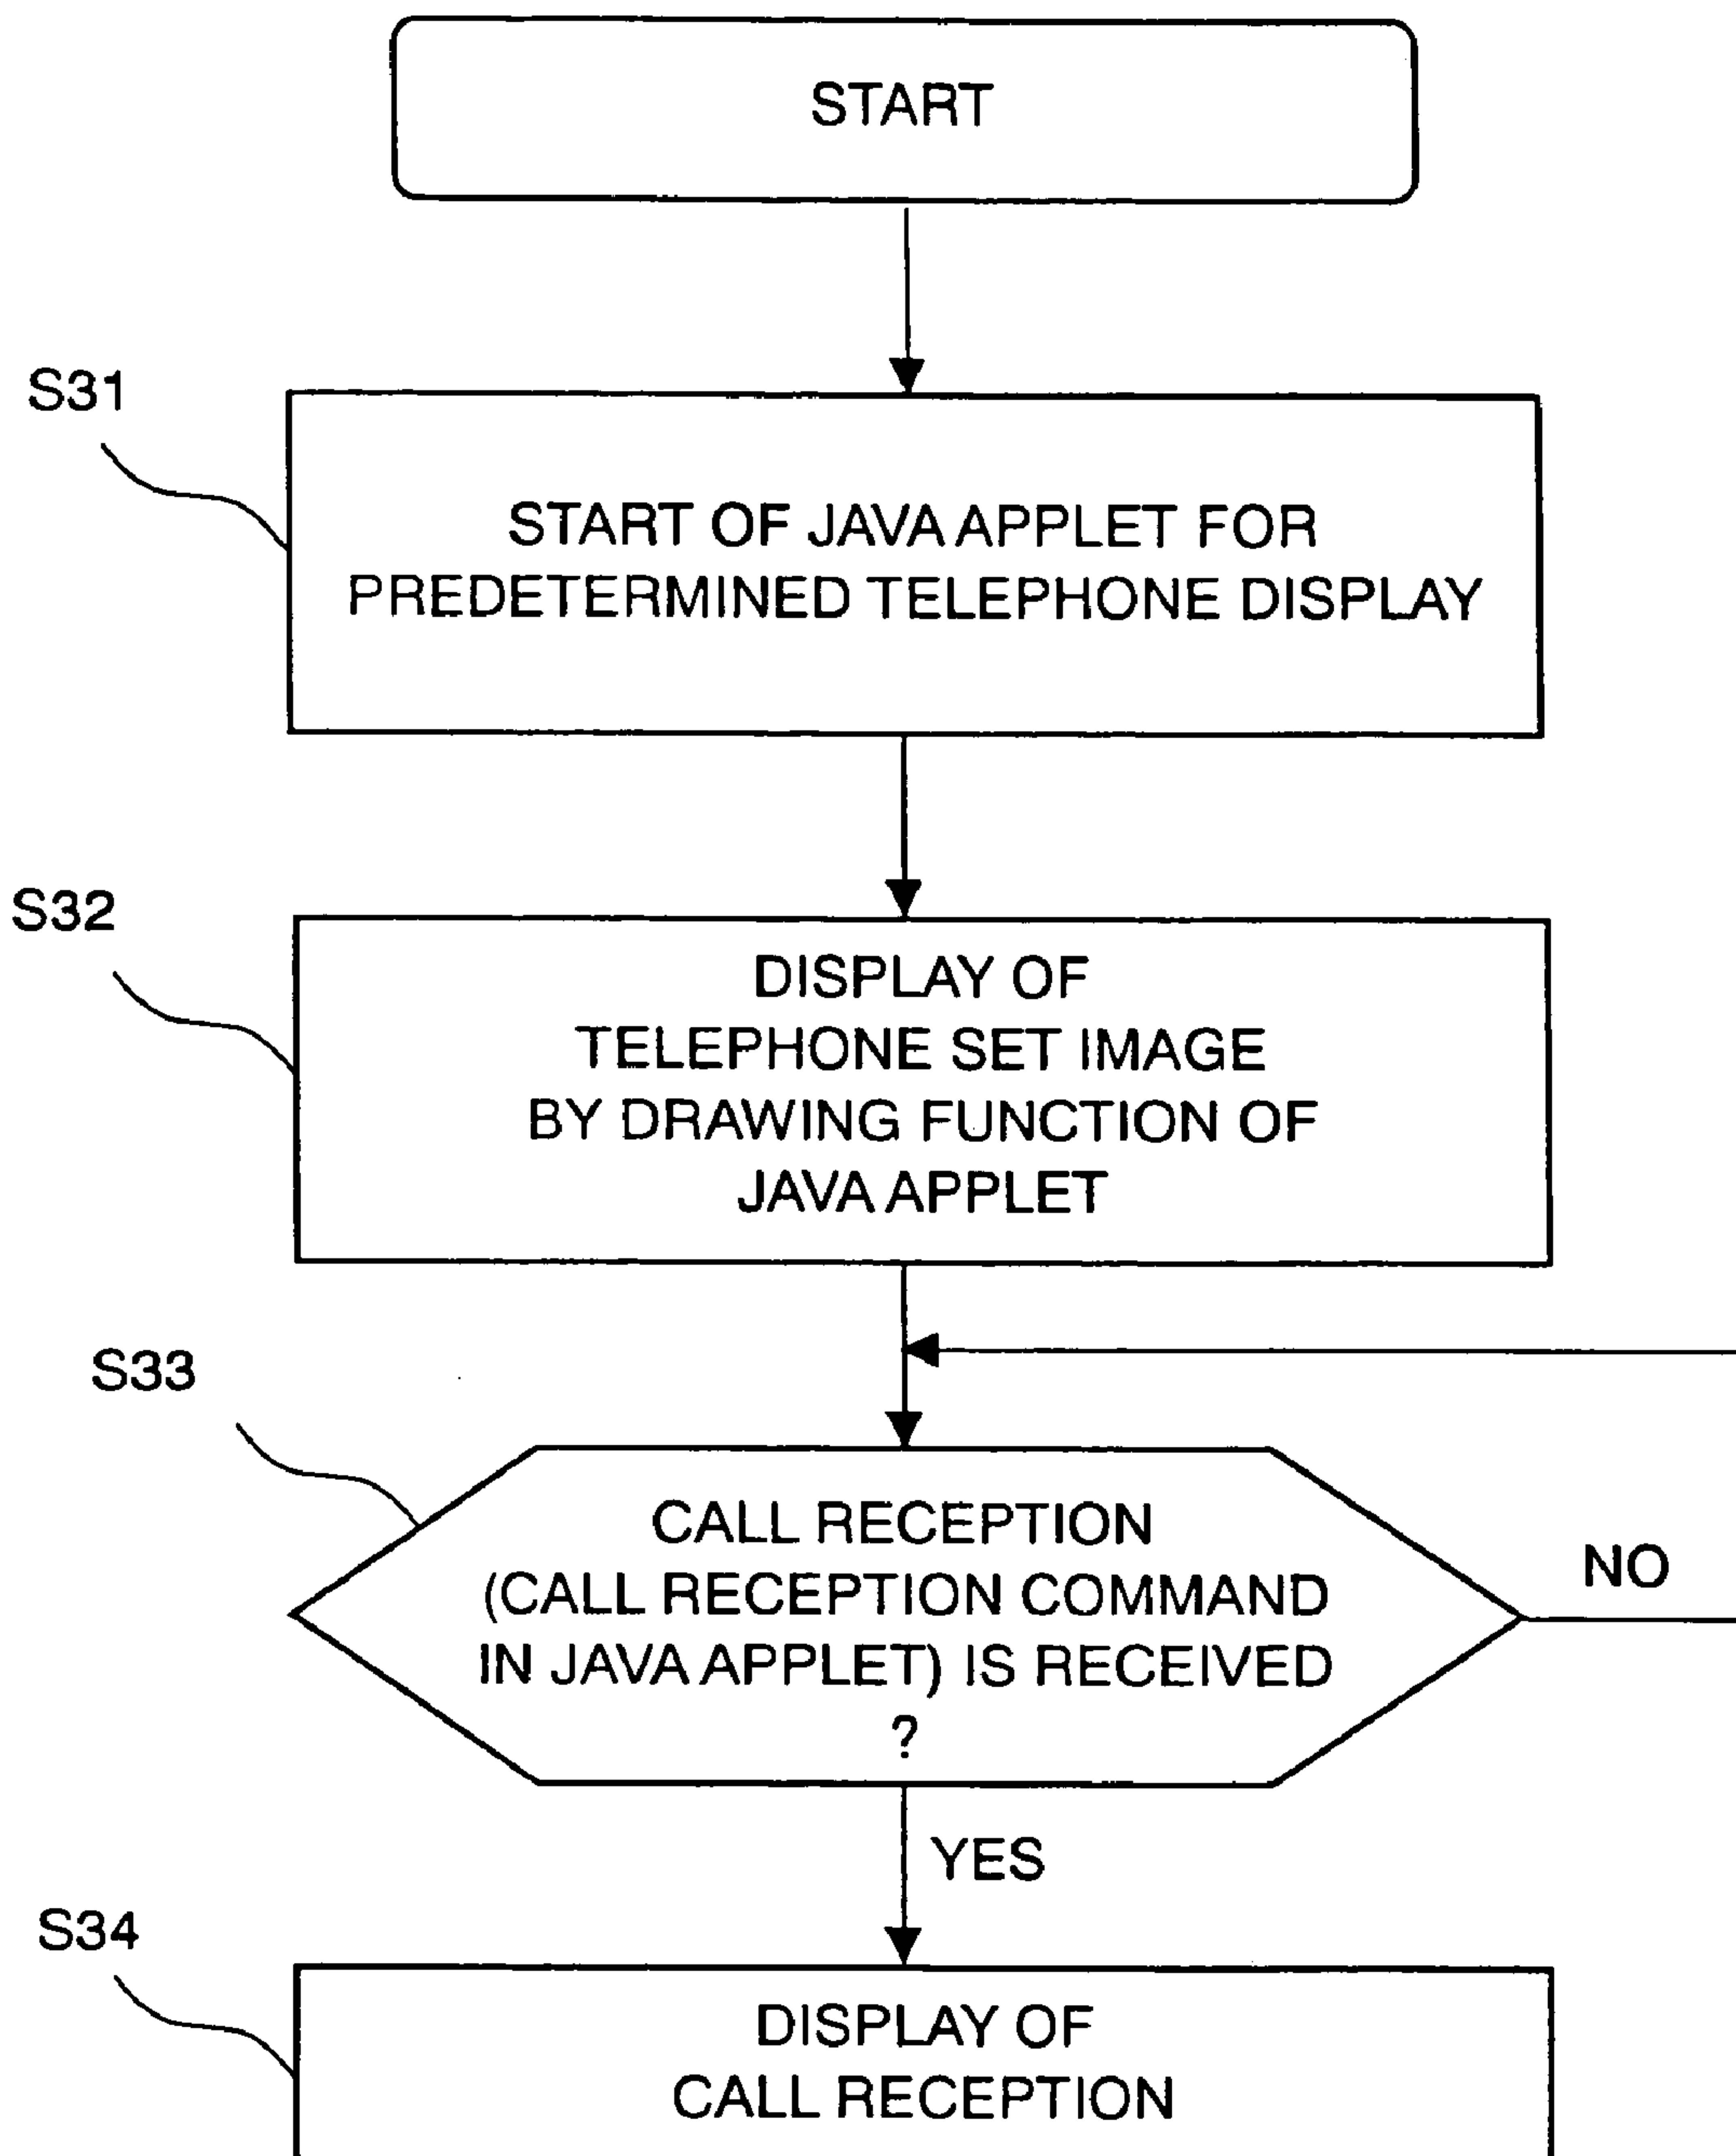 START
S31
START OF JAVA APPLET FOR
PREDETERMINED TELEPHONE DISPLAY
S32
DISPLAY OF
TELEPHONE SET IMAGE
BY DRAWING FUNCTION OF
JAVA APPLET
S33
CALL RECEPTION
(CALL RECEPTION COMMAND
IN JAVA APPLET) IS RECEIVED
?
NO
YES
S34
DISPLAY OF
CALL RECEPTION